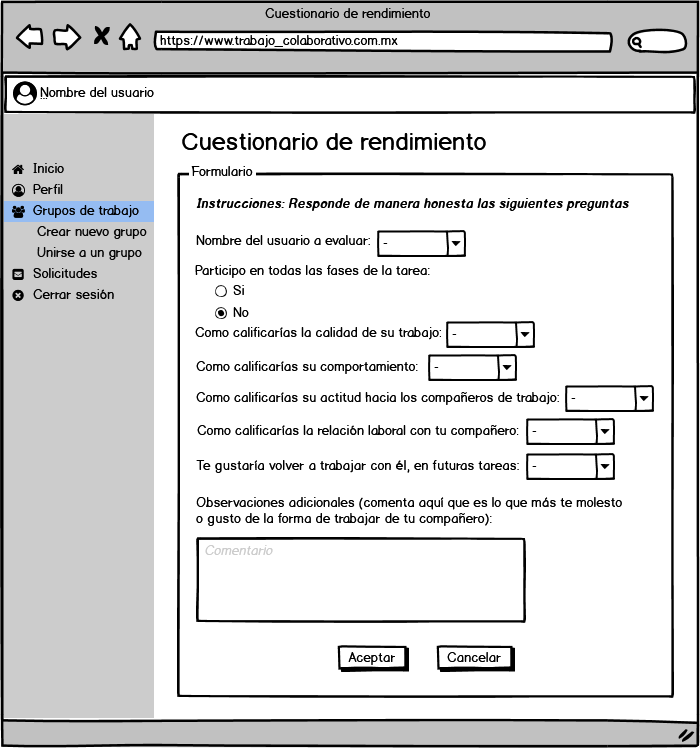 Cuestionario de rendimiento
https://www.trabajo_colaborativo.com.mx
Nombre del usuario
Inicio
Perfil
Grupos de trabajo
Crear nuevo grupo
Unirse a un grupo
Solicitudes
Cerrar sesión
Cuestionario de rendimiento
Formulario
Instrucciones: Responde de manera honesta las siguientes preguntas
Nombre del usuario a evaluar: -
Participo en todas las fases de la tarea:
Si
No
Como calificarías la calidad de su trabajo: -
Como calificarías su comportamiento: -
Como calificarías su actitud hacia los compañeros de trabajo: -
Como calificarías la relación laboral con tu compañero: -
Te gustaría volver a trabajar con él, en futuras tareas: -
Observaciones adicionales (comenta aquí que es lo que más te molesto
o gusto de la forma de trabajar de tu compañero):
Comentario
Aceptar Cancelar